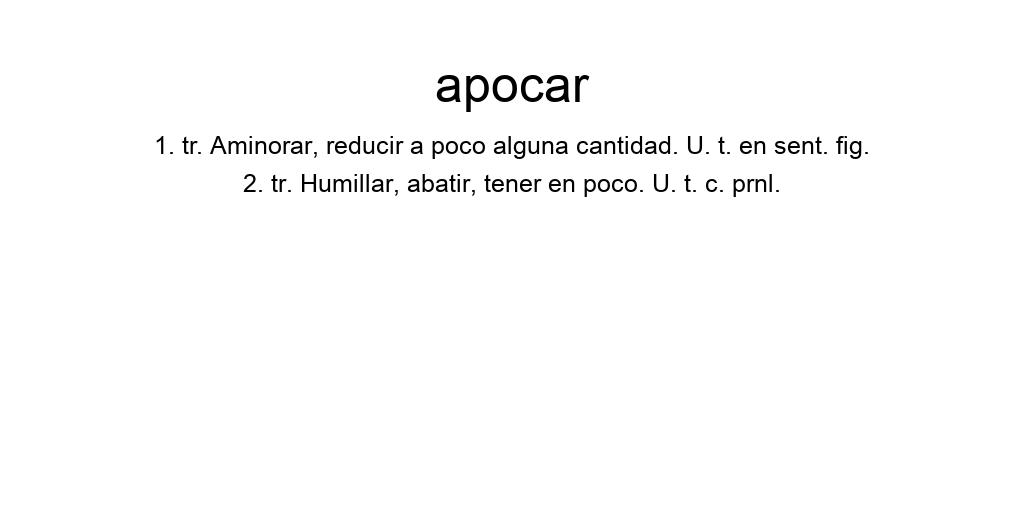 apocar
1. tr. Aminorar, reducir a poco alguna cantidad. U. t. en sent. fig.
2. tr. Humillar, abatir, tener en poco. U. t. c. prnl.